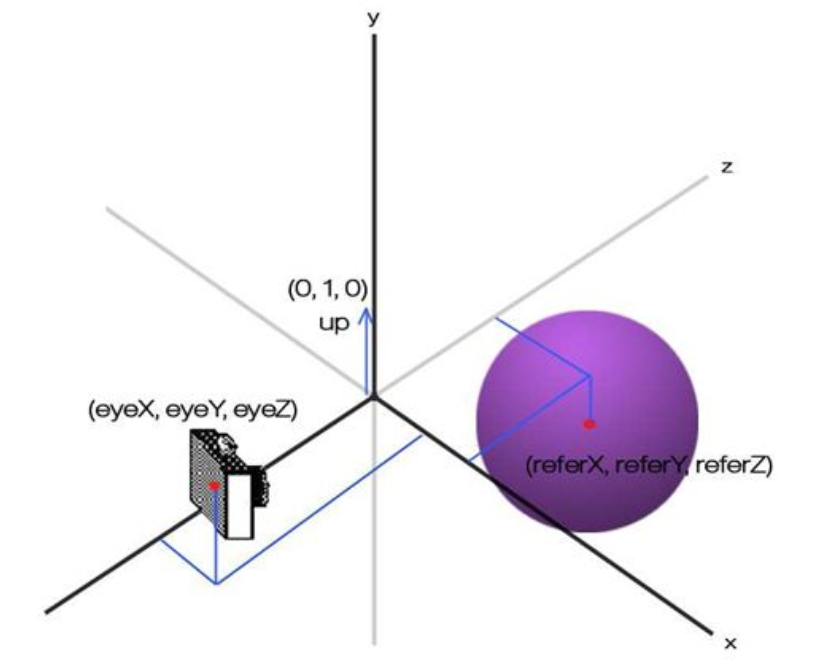 y
z
(0, 1, 0)
up
(eyeX, eyeY, eyeZ)
(referX, referY, referZ)
x